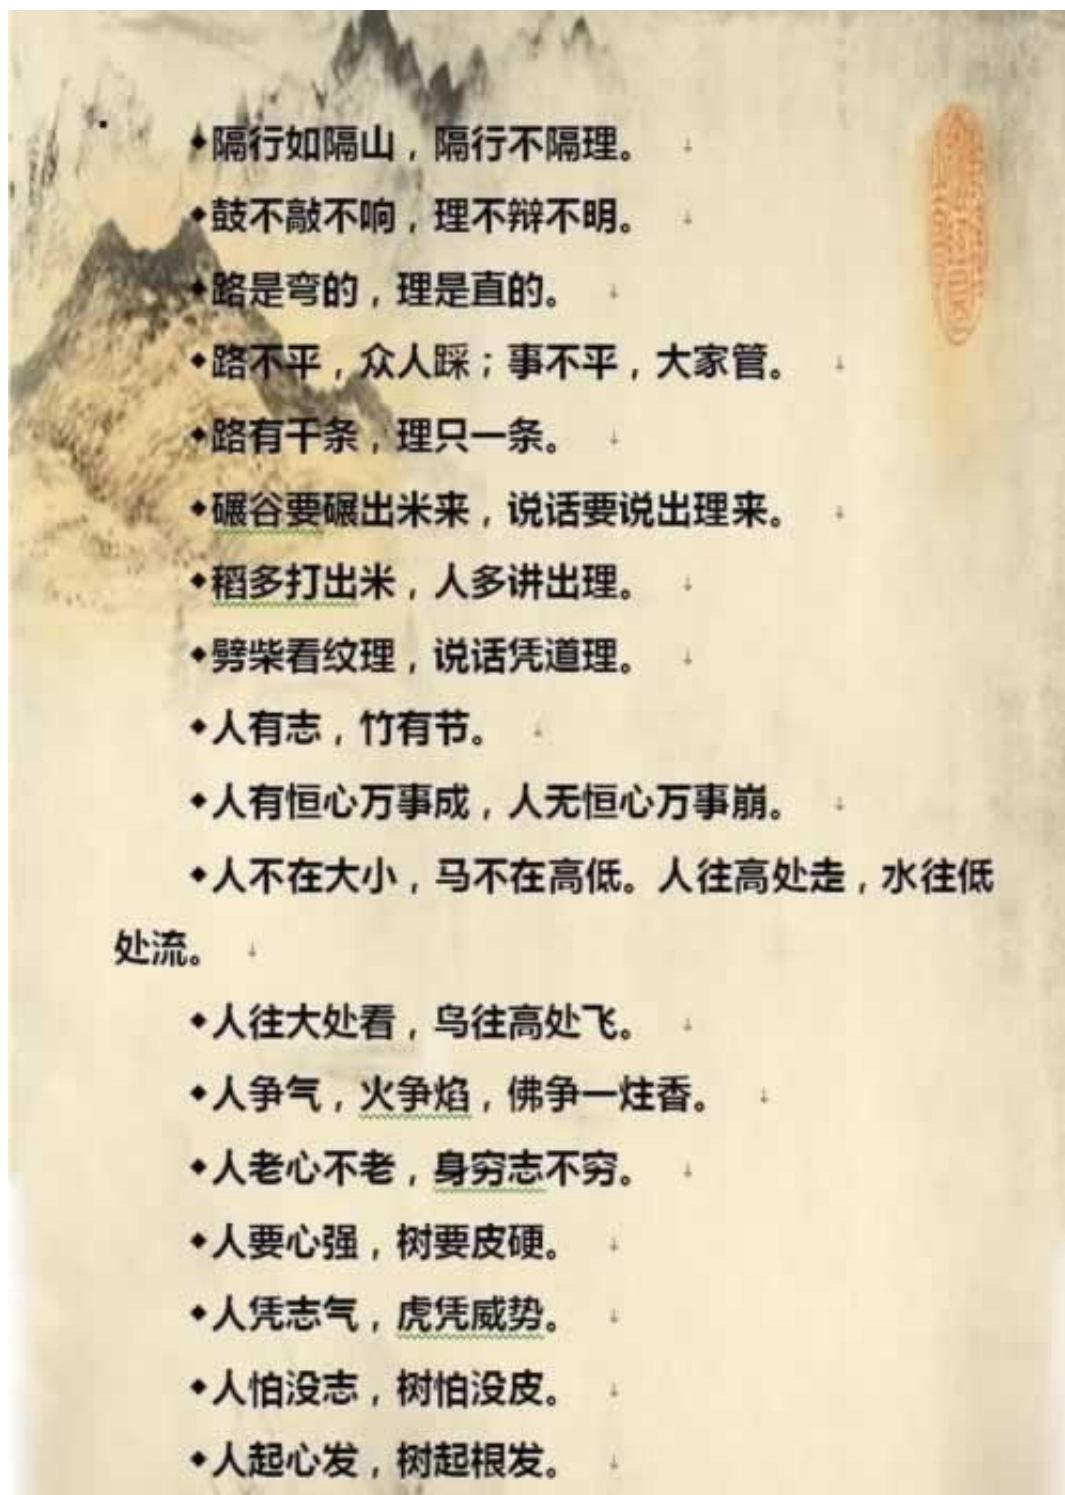 ◆隔行如隔山，隔行不隔理。
◆鼓不敲不响，理不辩不明。
◆路是弯的，理是直的。
◆路不平，众人踩；事不平，大家管。
◆路有千条，理只一条。
◆碾谷要碾出米来，说话要说出理来。
◆稻多打出米，人多讲出理。
◆劈柴看纹理，说话凭道理。
◆人有志，竹有节。
◆人有恒心万事成，人无恒心万事崩。
◆人不在大小，马不在高低。人往高处走，水往低
处流。
◆人往大处看，鸟往高处飞。
◆人争气，火争焰，佛争一炷香。
◆人老心不老，身穷志不穷。
◆人要心强，树要皮硬。
◆人凭志气，虎凭威势。
◆人怕没志，树怕没皮。
◆人起心发，树起根发。